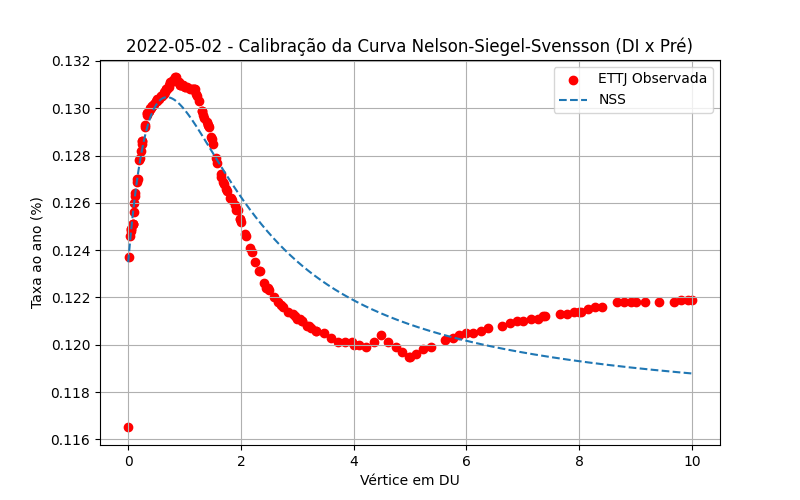 2022-05-02 - Calibração da Curva Nelson-Siegel-Svensson (DI x Pré)
ETTJ Observada
NSS
Taxa ao ano (%)
0.132
0.130
0.128
0.126
0.124
0.122
0.120
0.118
0.116
0 2 4 6 8 10
Vértice em DU